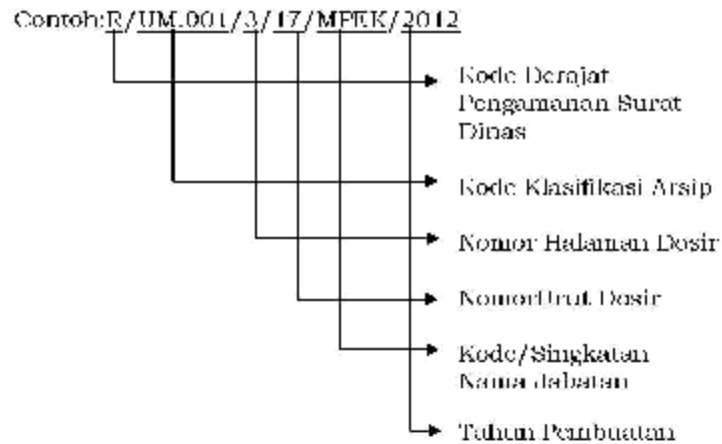 Contoh:R/UM.001/3/17/MPEK/2012
Kode Derajat
Pengamanan Surat
Dinas
Kode Klasifikasi Arsip
Nomor Halaman Dosir
NomorUrut Dosir
Kode/Singkatan
Nama Jabatan
Tahun Pembuatan